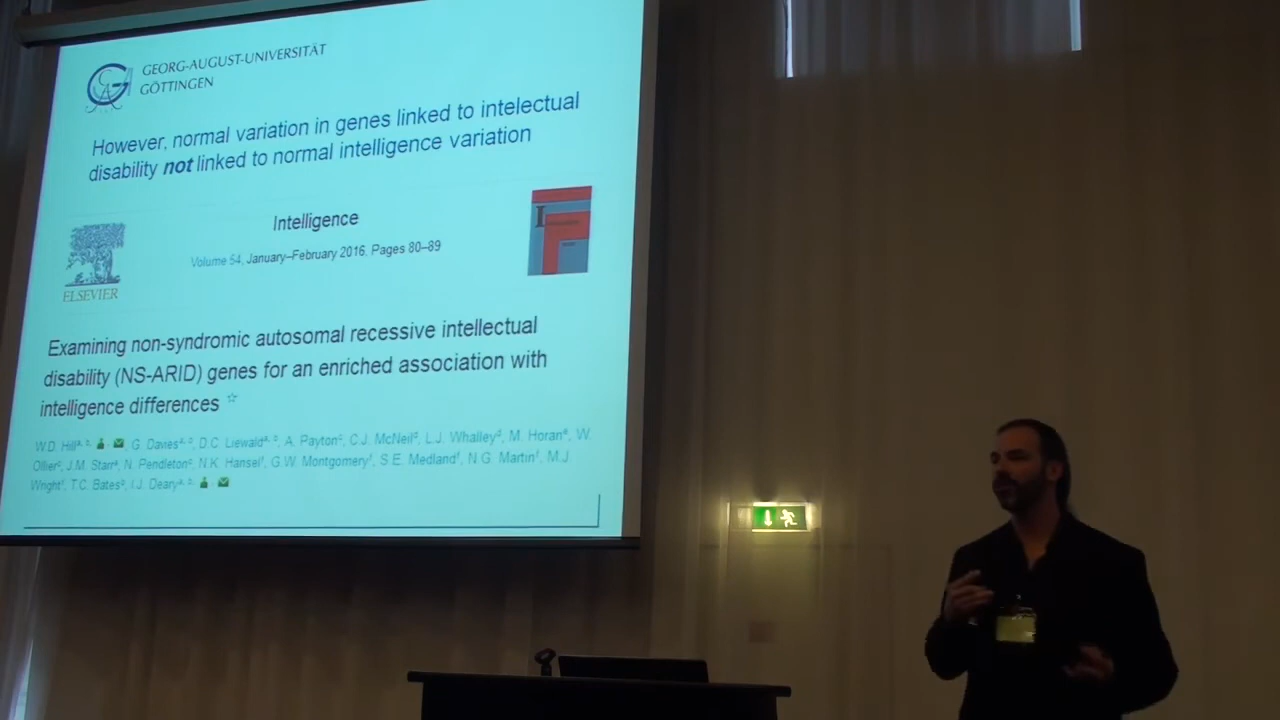 GEORG-AUGUST-UNIVERSITÄT
GÖTTINGEN
However, normal variation in genes linked to intelectual
disability not linked to normal intelligence variation
Intelligence
Volume 54, January–February 2016, Pages 80–89
ELSEVIER
Examining non-syndromic autosomal recessive intellectual
disability (NS-ARID) genes for an enriched association with
intelligence differences ☆
W.D. Hill, G. Davies, D.C. Liewald, A. Payton, C.J. McNeil, L.J. Whalley, M. Horan, W.
Ollier, J.M. Starr, N. Pendleton, N.K. Hansel, G.W. Montgomery, S.E. Medland, N.G. Martin, M.J.
Wright, T.C. Bates, I.J. Deary